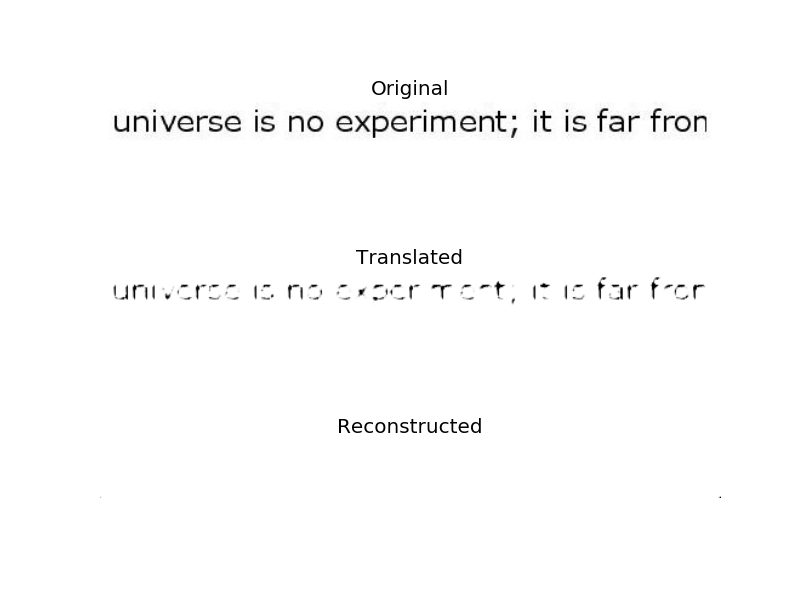 Original
universe is no experiment; it is far fron
Translated
universe is no experiment; it is far fron
Reconstructed